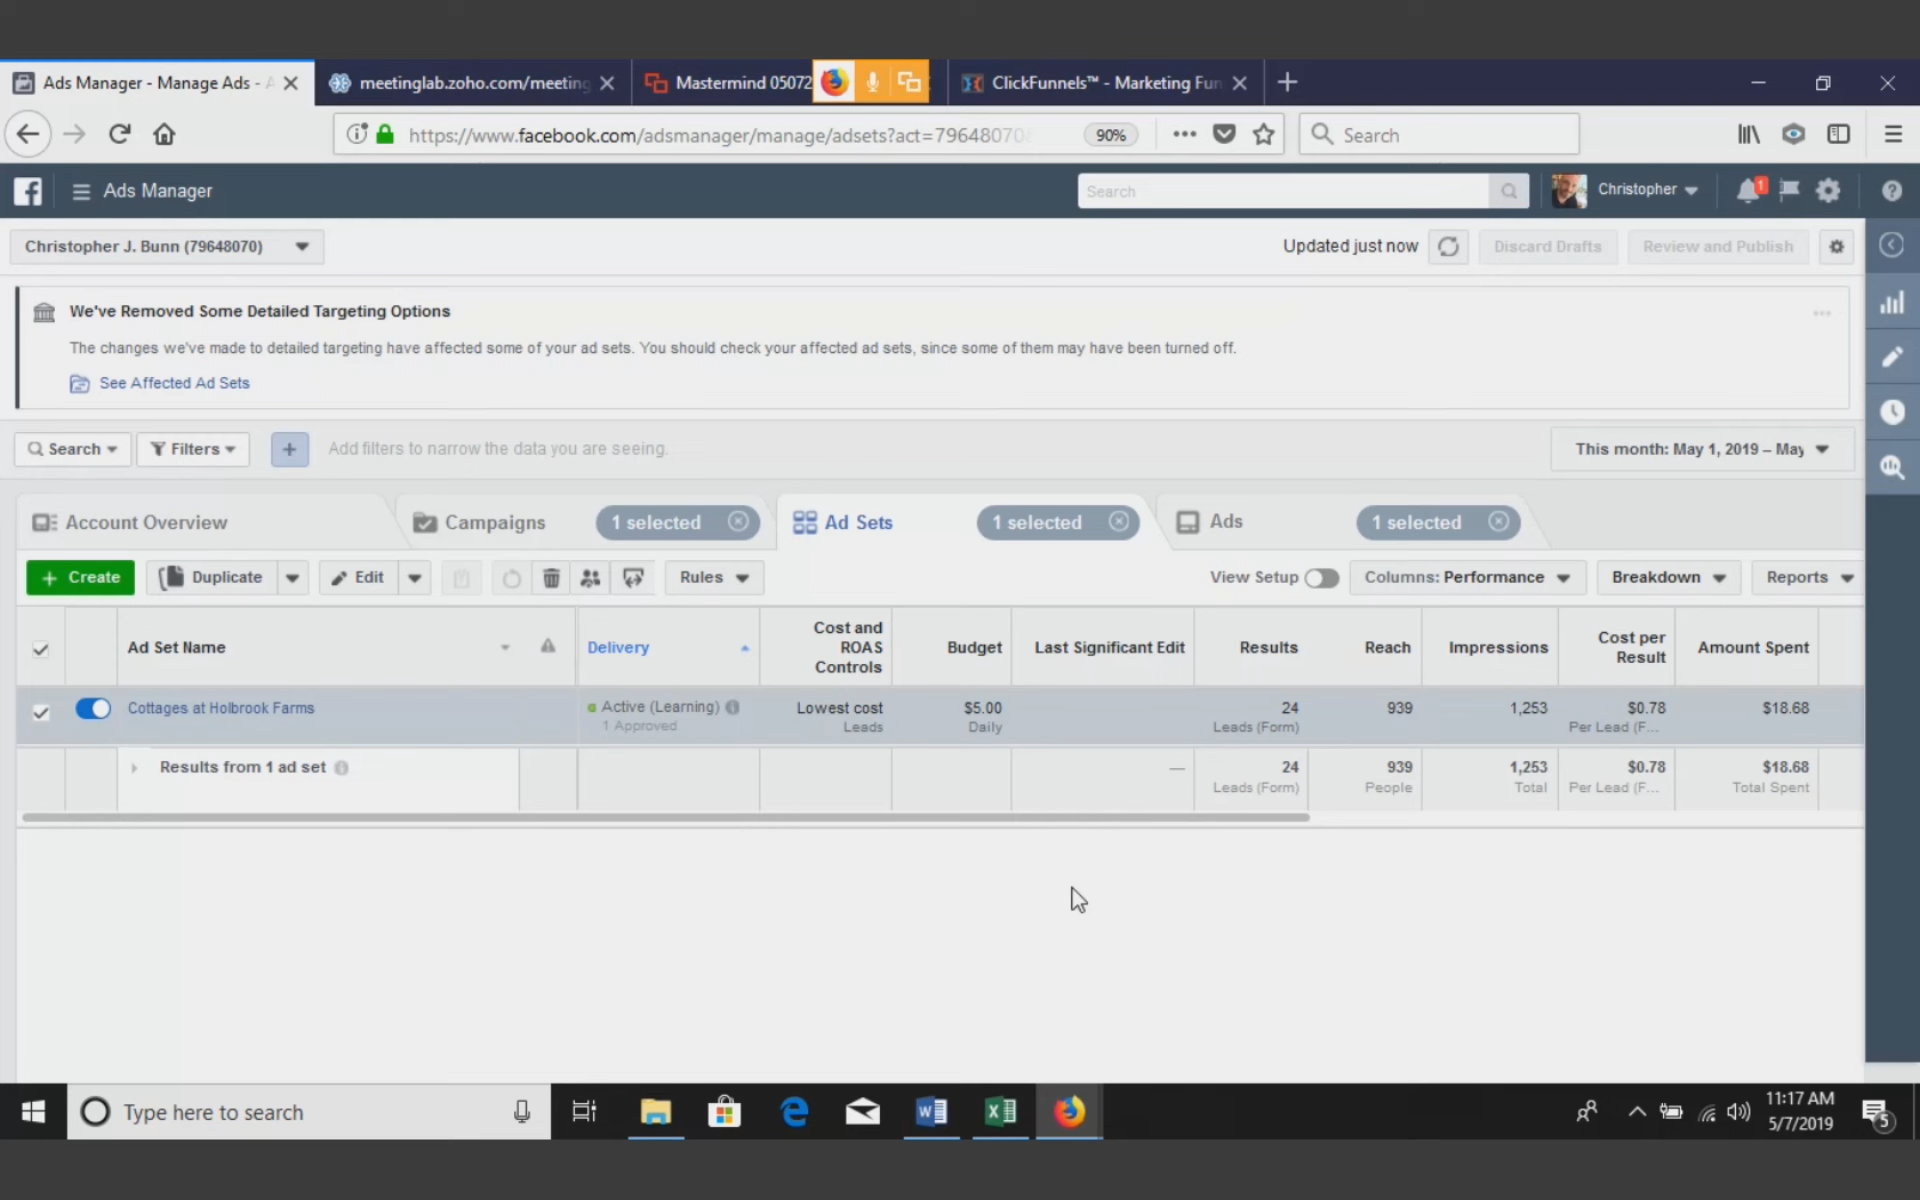 Ads Manager - Manage Ads - A
meetinglab.zoho.com/meeting
Mastermind 05072
ClickFunnels™ - Marketing Fun
https://www.facebook.com/adsmanager/manage/adsets?act=79648070
90%
Search
Ads Manager
Search
Christopher
1
Christopher J. Bunn (79648070)
Updated just now
Discard Drafts
Review and Publish
We've Removed Some Detailed Targeting Options
The changes we've made to detailed targeting have affected some of your ad sets. You should check your affected ad sets, since some of them may have been turned off.
See Affected Ad Sets
Search
Filters
Add filters to narrow the data you are seeing.
This month: May 1, 2019 – May
Account Overview
Campaigns
1 selected
Ad Sets
1 selected
Ads
1 selected
+ Create
Duplicate
Edit
Rules
View Setup
Columns: Performance
Breakdown
Reports
Ad Set Name
Delivery
Cost and
ROAS
Controls
Budget
Last Significant Edit
Results
Reach
Impressions
Cost per
Result
Amount Spent
Cottages at Holbrook Farms
Active (Learning)
1 Approved
Lowest cost
Leads
$5.00
Daily
24
Leads (Form)
939
1,253
$0.78
Per Lead (F...
$18.68
Results from 1 ad set
—
24
Leads (Form)
939
People
1,253
Total
$0.78
Per Lead (F...
$18.68
Total Spent
Type here to search
11:17 AM
5/7/2019
5